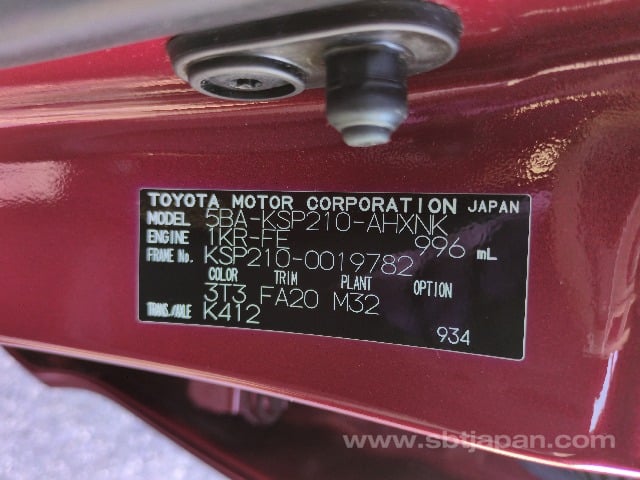 TOYOTA MOTOR CORPORATION JAPAN
MODEL 5BA-KSP210-AHXNK
ENGINE 1KR-FE 996 mL
FRAME No. KSP210-0019782
COLOR TRIM PLANT OPTION
3T3 FA20 M32
TRANS./AXLE K412
934
www.sbtjapan.com